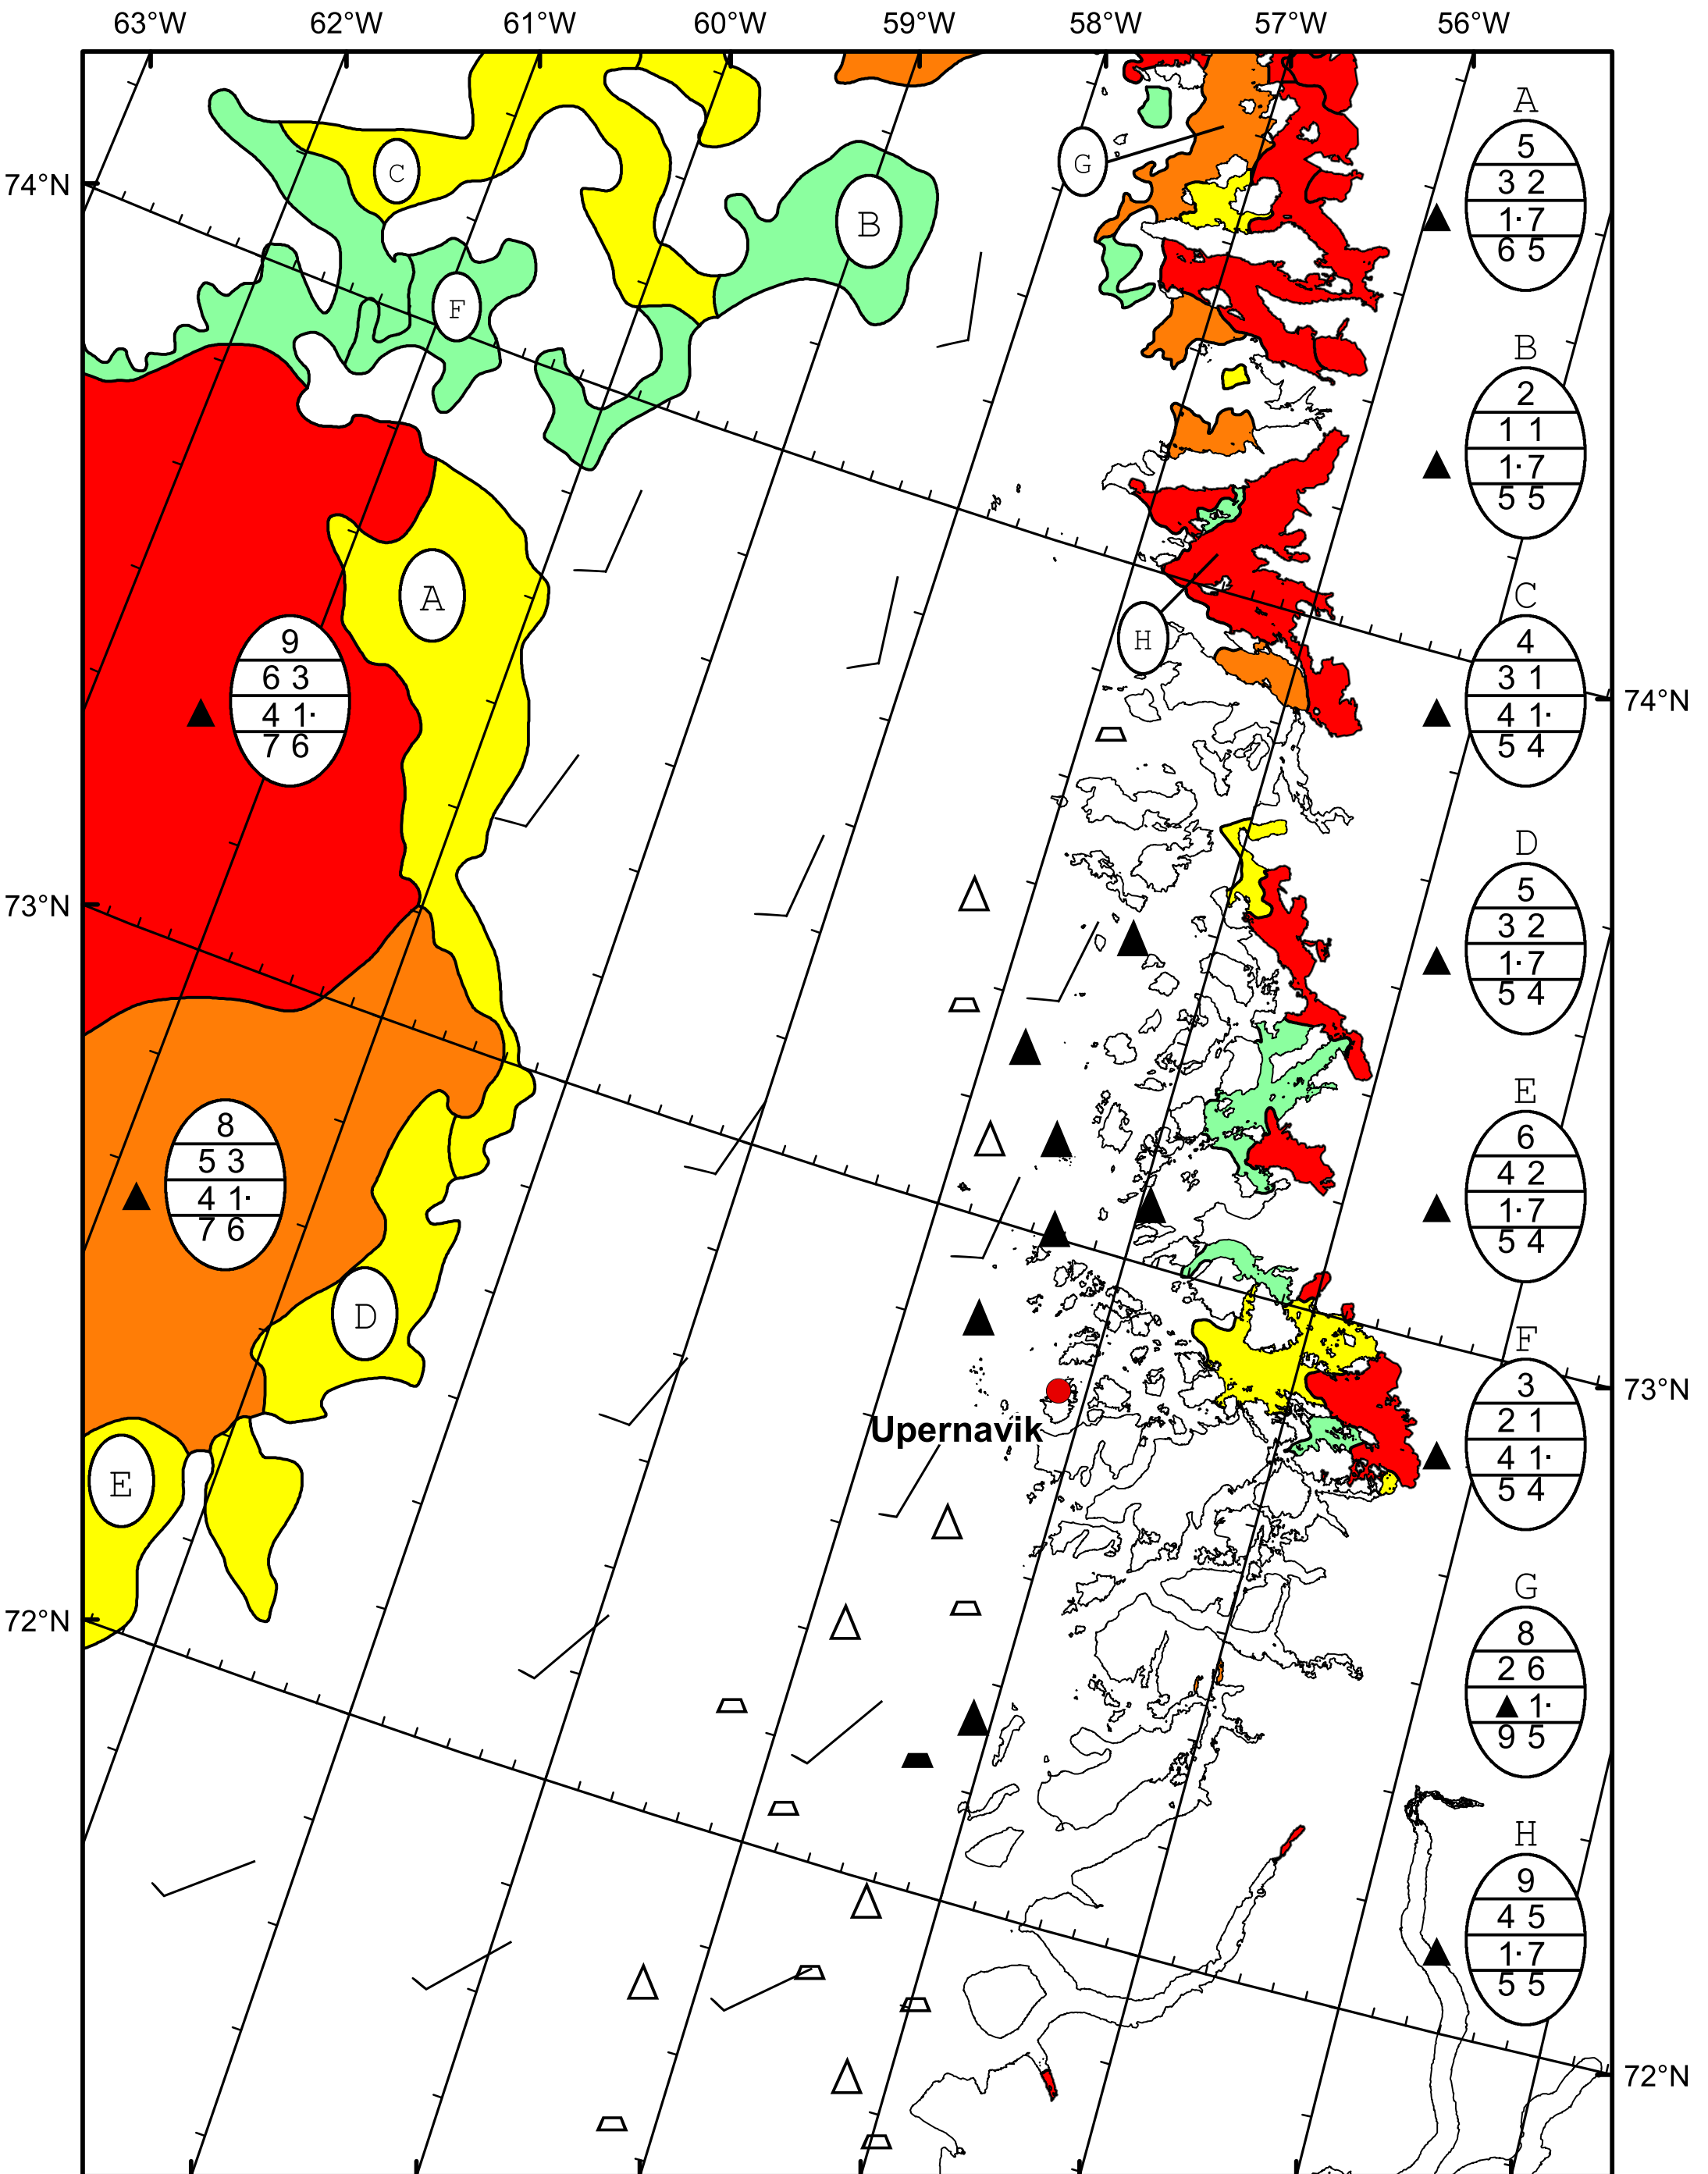 63°W 62°W 61°W 60°W 59°W 58°W 57°W 56°W
A
5
3 2
1·7
6 5
C
G
74°N
B
F
B
2
1 1
1·7
5 5
A
C
4
3 1
4 1·
5 4
H
9
6 3
4 1·
7 6
74°N
D
5
3 2
1·7
5 4
73°N
E
6
4 2
1·7
5 4
8
5 3
4 1·
7 6
D
F
3
2 1
4 1·
5 4
73°N
Upernavik
E
G
8
2 6
▲ 1·
9 5
72°N
H
9
4 5
1·7
5 5
72°N